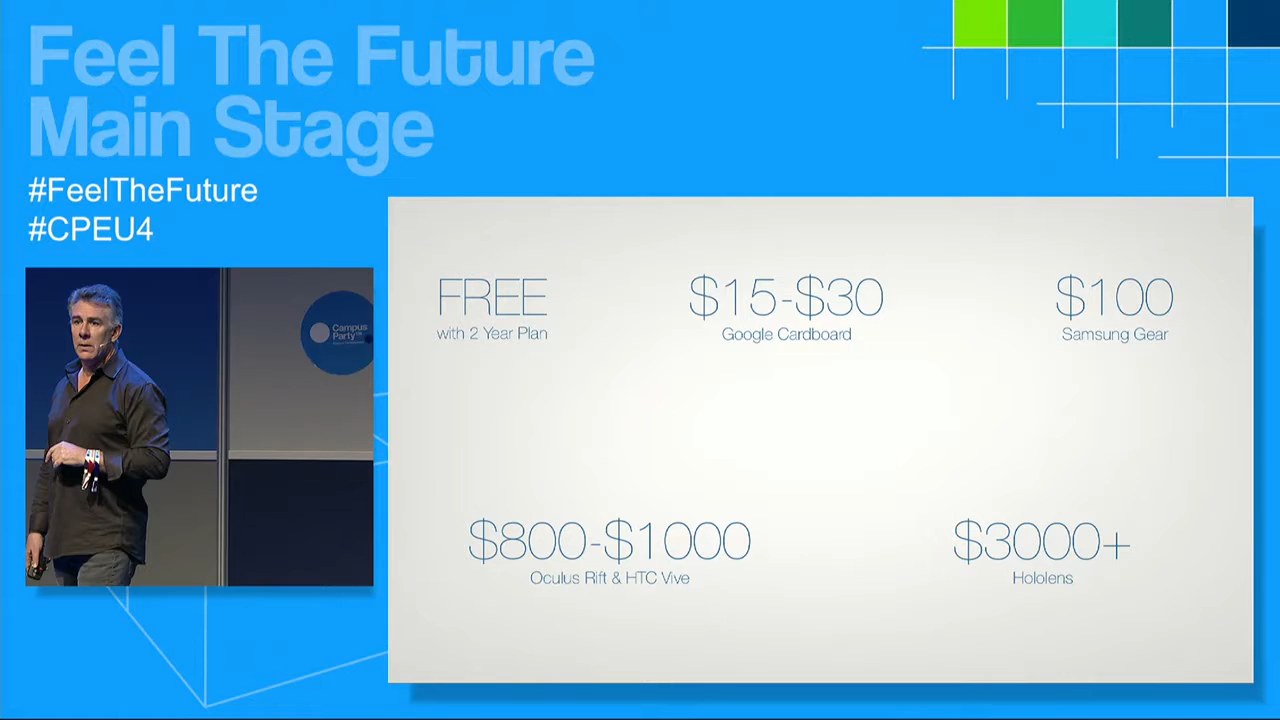 Feel The Future
Main Stage
#FeelTheFuture
#CPEU4
Campus
Party™
FREE
with 2 Year Plan
$15-$30
Google Cardboard
$100
Samsung Gear
$800-$1000
Oculus Rift & HTC Vive
$3000+
Hololens